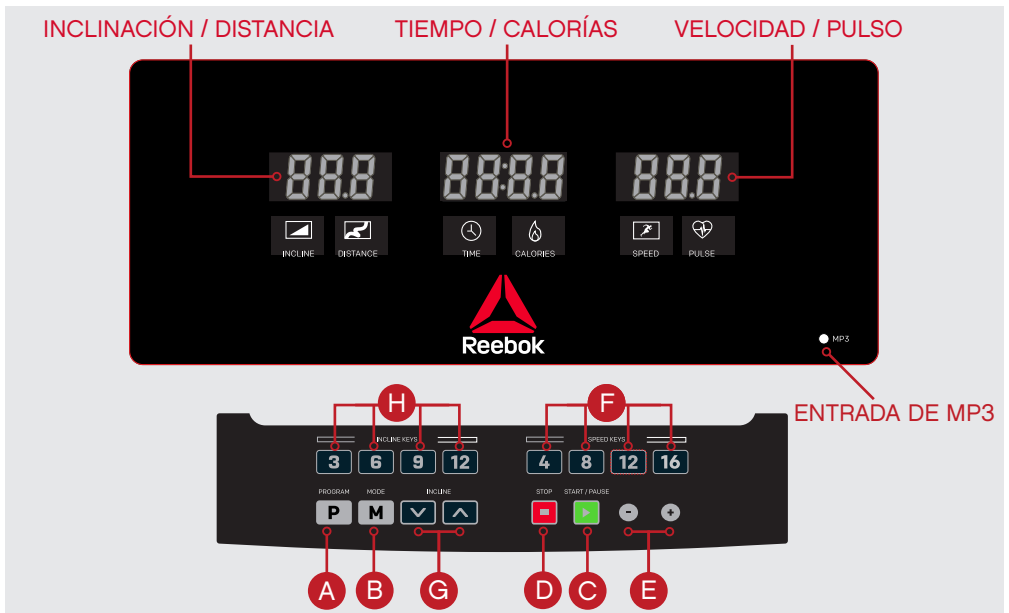 INCLINACIÓN / DISTANCIA TIEMPO / CALORÍAS VELOCIDAD / PULSO
88.8 88:8.8 88.8
INCLINE DISTANCE TIME CALORIES SPEED PULSE
Reebok
MP3
ENTRADA DE MP3
H F
INCLINE KEYS SPEED KEYS
3 6 9 12 4 8 12 16
PROGRAM MODE INCLINE STOP START / PAUSE
P M - +
A B G D C E